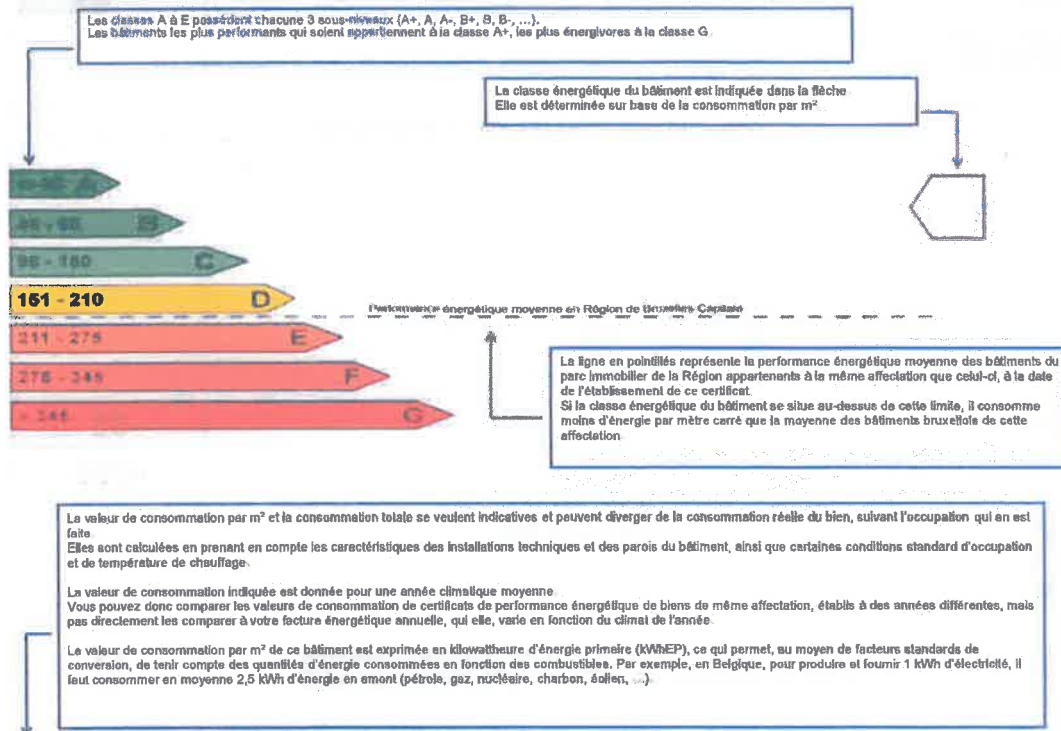 Les classes A à E possèdent chacune 3 sous-niveaux (A+, A, A-, B+, B, B-, ...).
Les bâtiments les plus performants qui soient appartiennent à la classe A+, les plus énergivores à la classe G.
La classe énergétique du bâtiment est indiquée dans la flèche
Elle est déterminée sur base de la consommation par m²
A
B
C
151 - 210 D
Performance énergétique moyenne en Région de Bruxelles Capitale
211 - 275 E
276 - 345 F
> 345 G
La ligne en pointillés représente la performance énergétique moyenne des bâtiments du
parc immobilier de la Région appartenants à la même affectation que celui-ci, à la date
de l'établissement de ce certificat.
Si la classe énergétique du bâtiment se situe au-dessus de cette limite, il consomme
moins d'énergie par mètre carré que la moyenne des bâtiments bruxellois de cette
affectation
La valeur de consommation par m² et la consommation totale se veulent indicatives et peuvent diverger de la consommation réelle du bien, suivant l'occupation qui en est
faite.
Elles sont calculées en prenant en compte les caractéristiques des installations techniques et des parois du bâtiment, ainsi que certaines conditions standard d'occupation
et de température de chauffage.
La valeur de consommation indiquée est donnée pour une année climatique moyenne.
Vous pouvez donc comparer les valeurs de consommation de certificats de performance énergétique de biens de même affectation, établis à des années différentes, mais
pas directement les comparer à votre facture énergétique annuelle, qui elle, varie en fonction du climat de l'année.
La valeur de consommation par m² de ce bâtiment est exprimée en kilowattheure d'énergie primaire (kWhEP), ce qui permet, au moyen de facteurs standards de
conversion, de tenir compte des quantités d'énergie consommées en fonction des combustibles. Par exemple, en Belgique, pour produire et fournir 1 kWh d'électricité, il
faut consommer en moyenne 2,5 kWh d'énergie en amont (pétrole, gaz, nucléaire, charbon, éolien, ...)